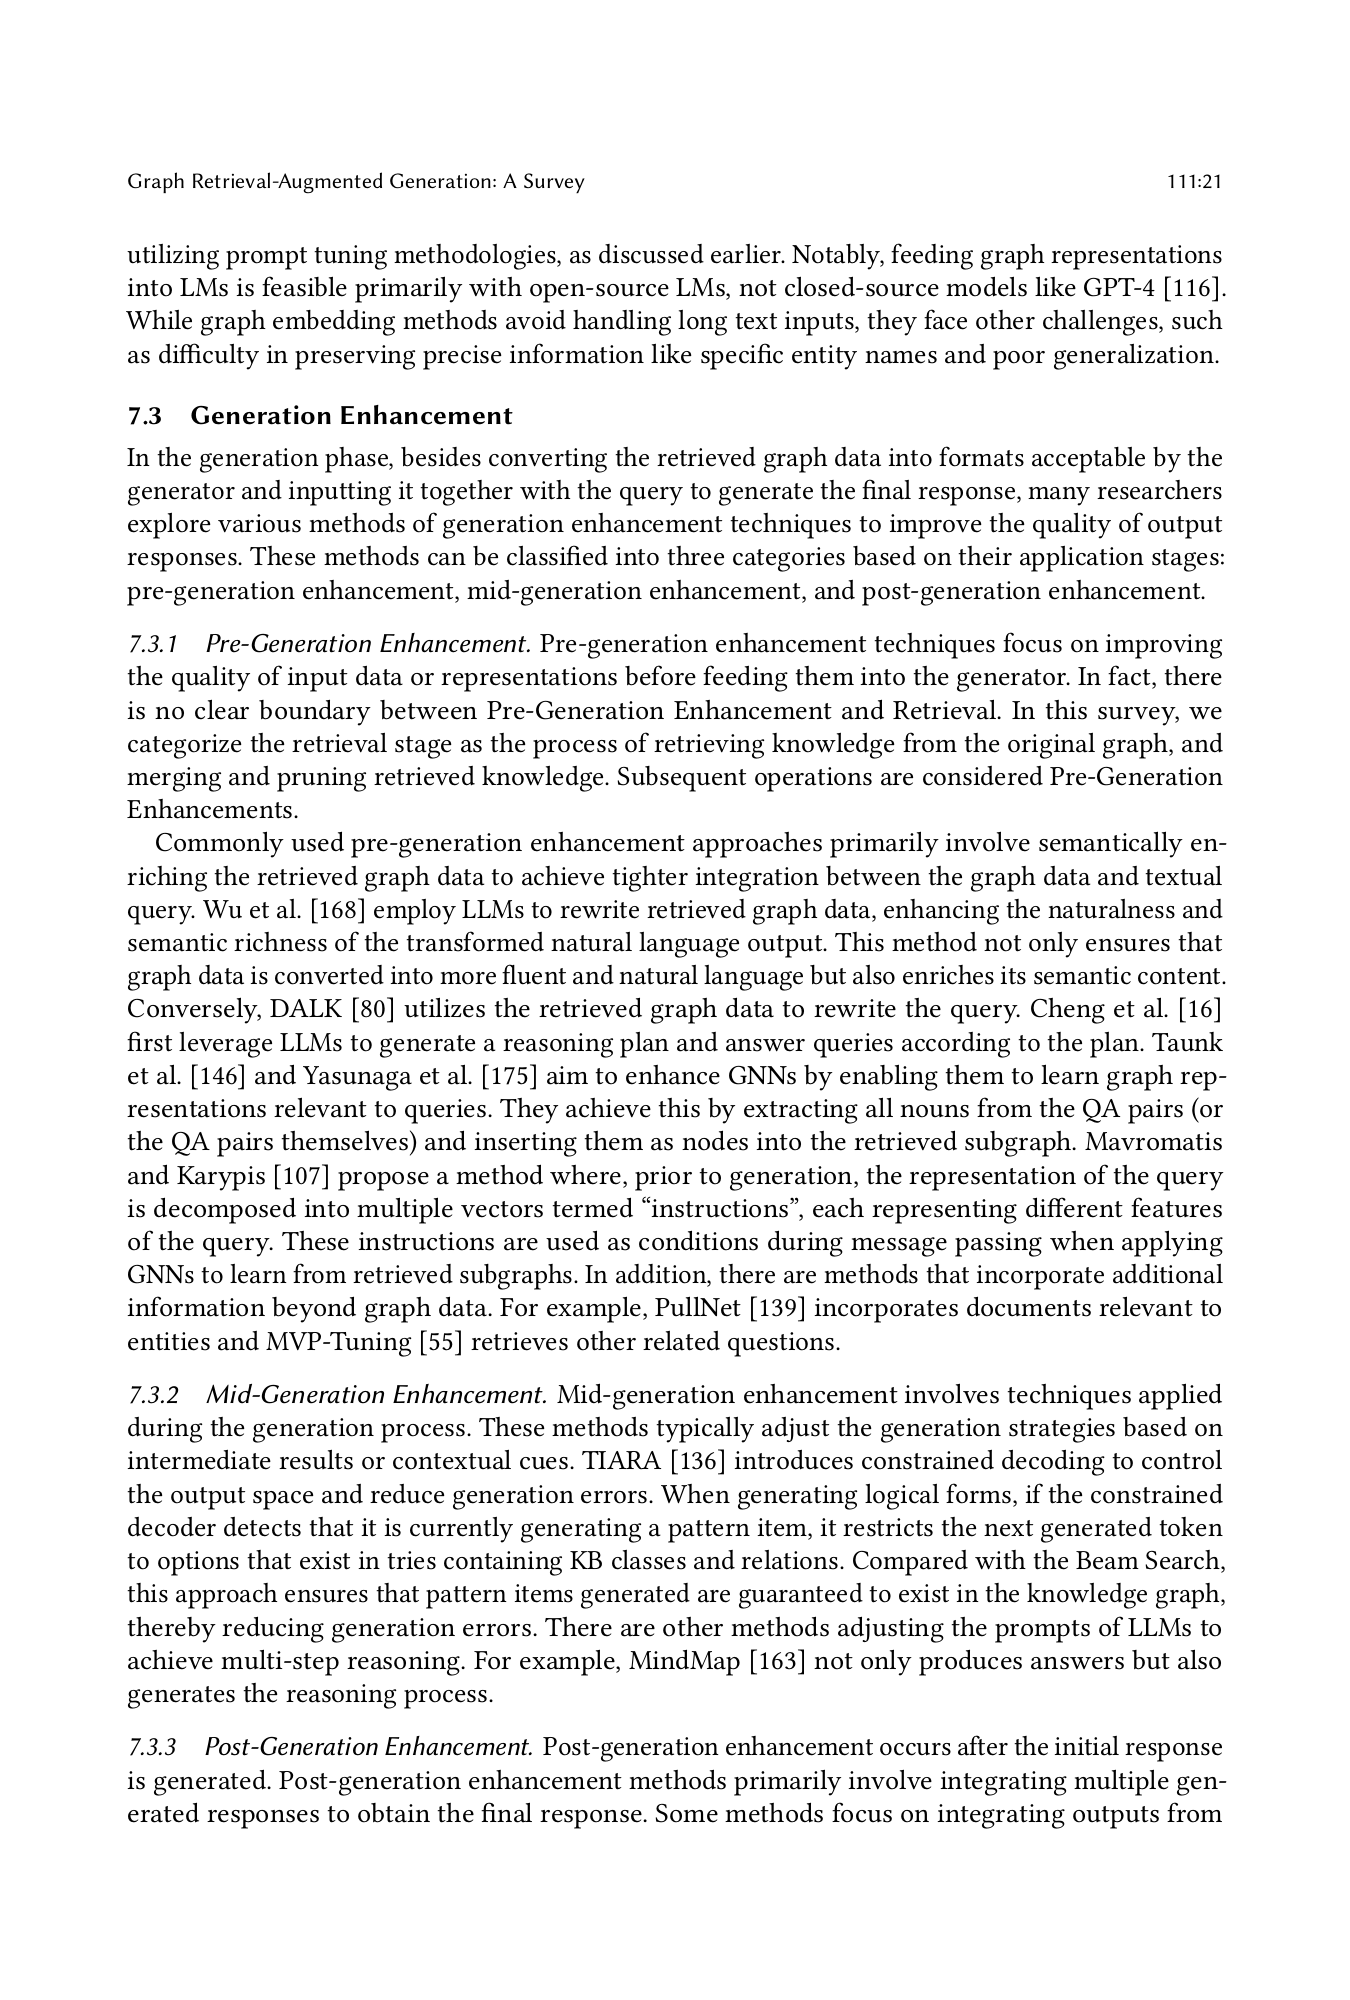 Graph Retrieval-Augmented Generation: A Survey 111:21
utilizing prompt tuning methodologies, as discussed earlier. Notably, feeding graph representations
into LMs is feasible primarily with open-source LMs, not closed-source models like GPT-4 [116].
While graph embedding methods avoid handling long text inputs, they face other challenges, such
as difficulty in preserving precise information like specific entity names and poor generalization.
7.3 Generation Enhancement
In the generation phase, besides converting the retrieved graph data into formats acceptable by the
generator and inputting it together with the query to generate the final response, many researchers
explore various methods of generation enhancement techniques to improve the quality of output
responses. These methods can be classified into three categories based on their application stages:
pre-generation enhancement, mid-generation enhancement, and post-generation enhancement.
7.3.1 Pre-Generation Enhancement. Pre-generation enhancement techniques focus on improving
the quality of input data or representations before feeding them into the generator. In fact, there
is no clear boundary between Pre-Generation Enhancement and Retrieval. In this survey, we
categorize the retrieval stage as the process of retrieving knowledge from the original graph, and
merging and pruning retrieved knowledge. Subsequent operations are considered Pre-Generation
Enhancements.
Commonly used pre-generation enhancement approaches primarily involve semantically en-
riching the retrieved graph data to achieve tighter integration between the graph data and textual
query. Wu et al. [168] employ LLMs to rewrite retrieved graph data, enhancing the naturalness and
semantic richness of the transformed natural language output. This method not only ensures that
graph data is converted into more fluent and natural language but also enriches its semantic content.
Conversely, DALK [80] utilizes the retrieved graph data to rewrite the query. Cheng et al. [16]
first leverage LLMs to generate a reasoning plan and answer queries according to the plan. Taunk
et al. [146] and Yasunaga et al. [175] aim to enhance GNNs by enabling them to learn graph rep-
resentations relevant to queries. They achieve this by extracting all nouns from the QA pairs (or
the QA pairs themselves) and inserting them as nodes into the retrieved subgraph. Mavromatis
and Karypis [107] propose a method where, prior to generation, the representation of the query
is decomposed into multiple vectors termed “instructions”, each representing different features
of the query. These instructions are used as conditions during message passing when applying
GNNs to learn from retrieved subgraphs. In addition, there are methods that incorporate additional
information beyond graph data. For example, PullNet [139] incorporates documents relevant to
entities and MVP-Tuning [55] retrieves other related questions.
7.3.2 Mid-Generation Enhancement. Mid-generation enhancement involves techniques applied
during the generation process. These methods typically adjust the generation strategies based on
intermediate results or contextual cues. TIARA [136] introduces constrained decoding to control
the output space and reduce generation errors. When generating logical forms, if the constrained
decoder detects that it is currently generating a pattern item, it restricts the next generated token
to options that exist in tries containing KB classes and relations. Compared with the Beam Search,
this approach ensures that pattern items generated are guaranteed to exist in the knowledge graph,
thereby reducing generation errors. There are other methods adjusting the prompts of LLMs to
achieve multi-step reasoning. For example, MindMap [163] not only produces answers but also
generates the reasoning process.
7.3.3 Post-Generation Enhancement. Post-generation enhancement occurs after the initial response
is generated. Post-generation enhancement methods primarily involve integrating multiple gen-
erated responses to obtain the final response. Some methods focus on integrating outputs from